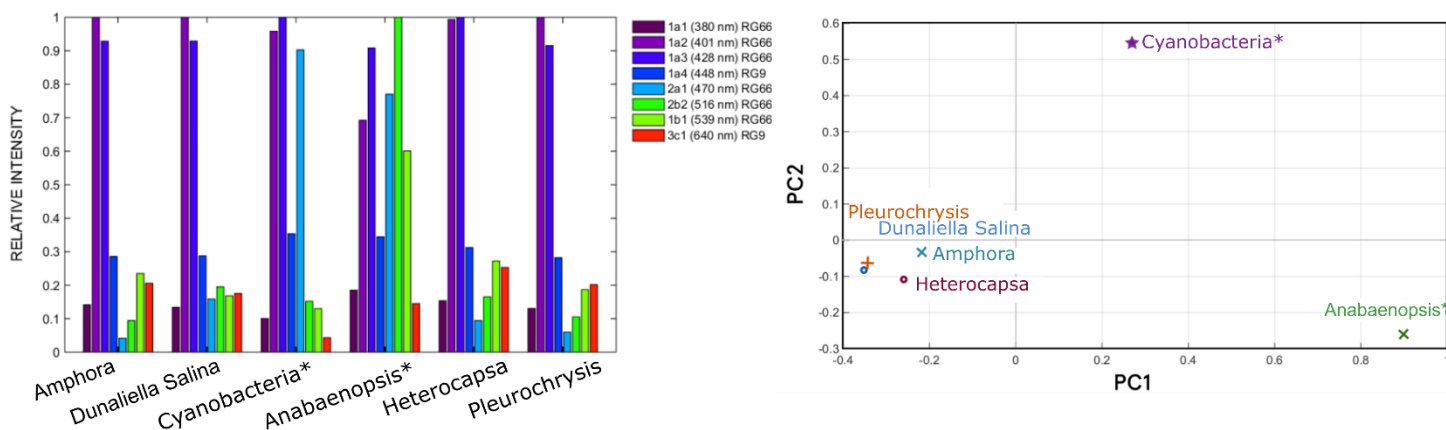 RELATIVE INTENSITY
1
0.9
0.8
0.7
0.6
0.5
0.4
0.3
0.2
0.1
0
Amphora
Dunaliella Salina
Cyanobacteria*
Anabaenopsis*
Heterocapsa
Pleurochrysis
1a1 (380 nm) RG66
1a2 (401 nm) RG66
1a3 (428 nm) RG66
1a4 (448 nm) RG9
2a1 (470 nm) RG66
2b2 (516 nm) RG66
1b1 (539 nm) RG66
3c1 (640 nm) RG9
PC2
0.6
0.5
0.4
0.3
0.2
0.1
0
-0.1
-0.2
-0.3
Cyanobacteria*
Pleurochrysis
Dunaliella Salina
Amphora
Heterocapsa
Anabaenopsis*
-0.4
-0.2
0
0.2
0.4
0.6
0.8
1
PC1